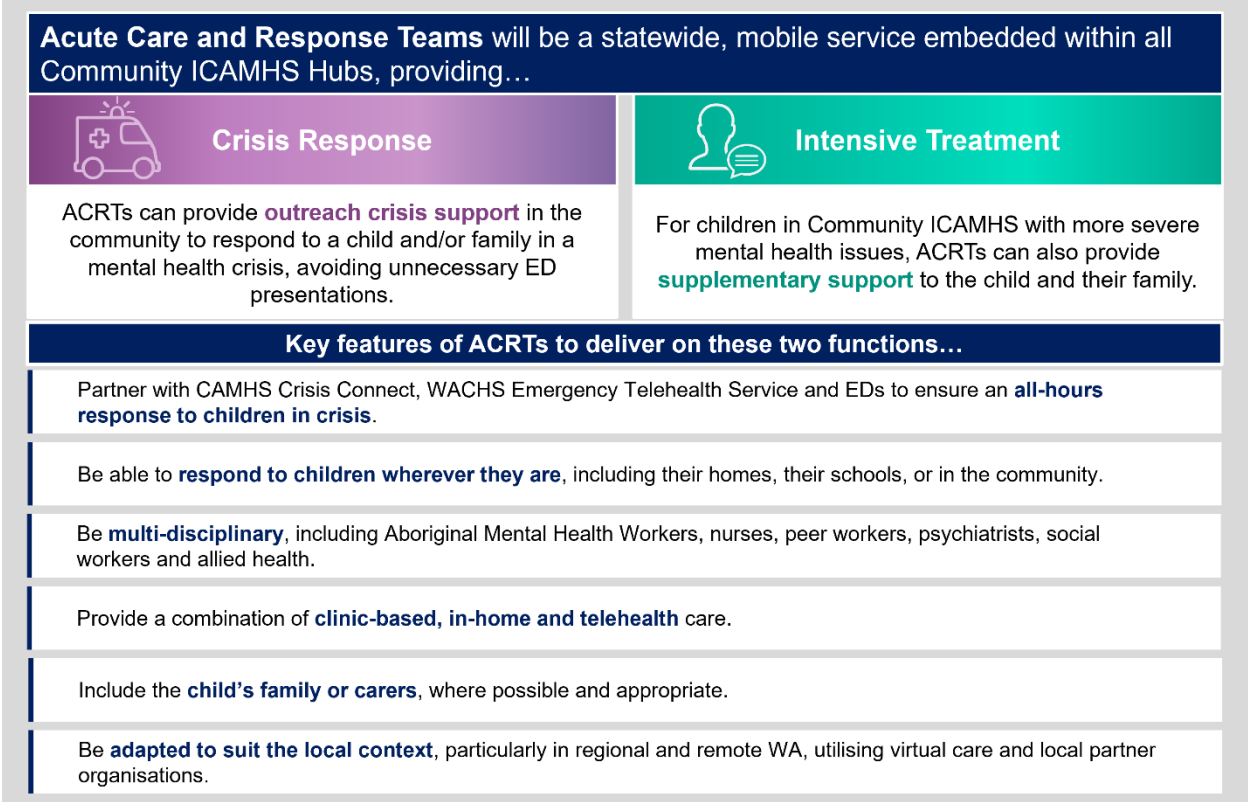 Acute Care and Response Teams will be a statewide, mobile service embedded within all
Community ICAMHS Hubs, providing…
Crisis Response
ACRTs can provide outreach crisis support in the
community to respond to a child and/or family in a
mental health crisis, avoiding unnecessary ED
presentations.
Intensive Treatment
For children in Community ICAMHS with more severe
mental health issues, ACRTs can also provide
supplementary support to the child and their family.
Key features of ACRTs to deliver on these two functions…
Partner with CAMHS Crisis Connect, WACHS Emergency Telehealth Service and EDs to ensure an all-hours
response to children in crisis.
Be able to respond to children wherever they are, including their homes, their schools, or in the community.
Be multi-disciplinary, including Aboriginal Mental Health Workers, nurses, peer workers, psychiatrists, social
workers and allied health.
Provide a combination of clinic-based, in-home and telehealth care.
Include the child’s family or carers, where possible and appropriate.
Be adapted to suit the local context, particularly in regional and remote WA, utilising virtual care and local partner
organisations.